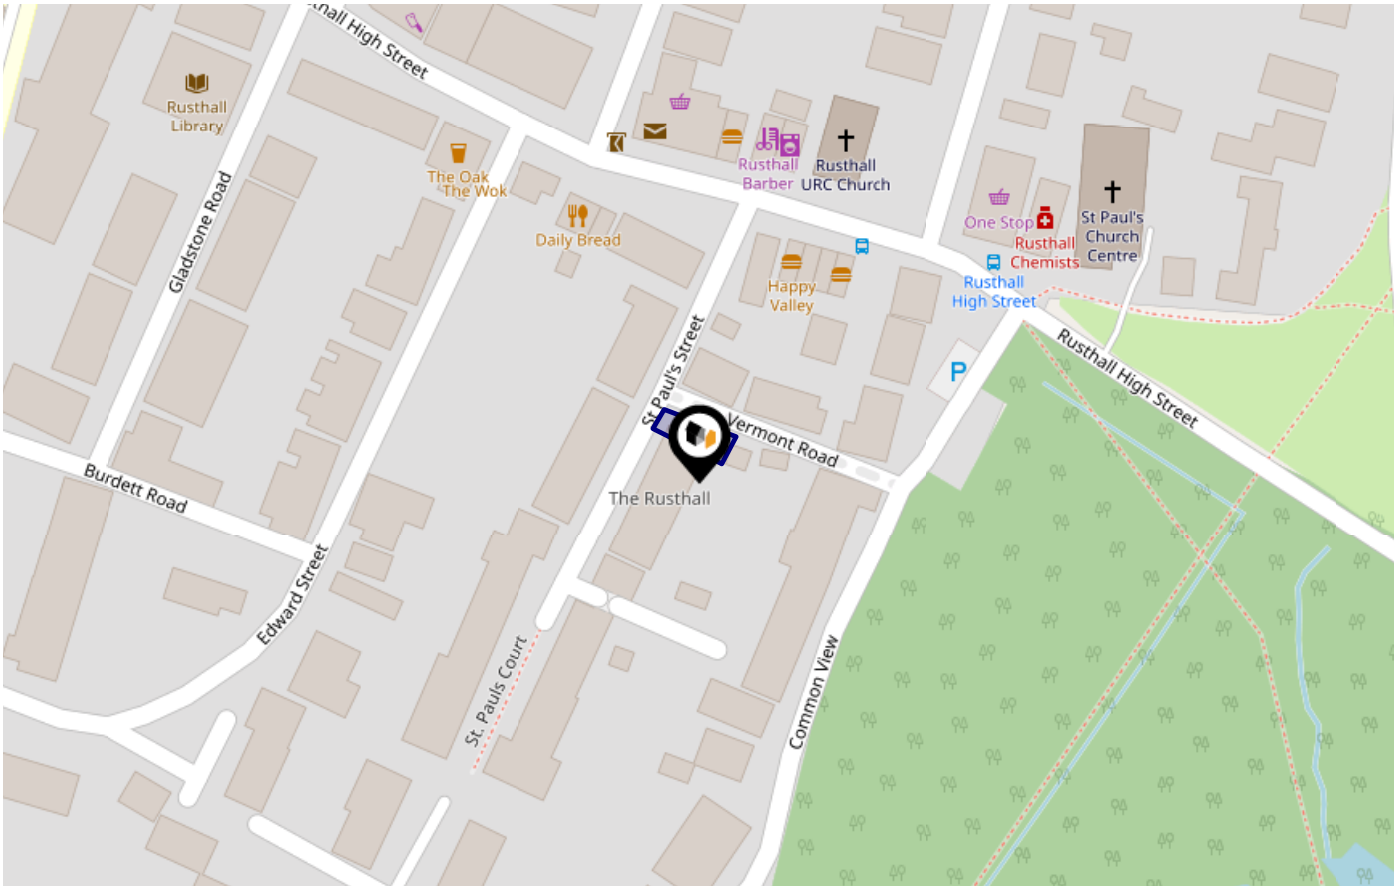 thall High Street
Rusthall
Library
The Oak
The Wok
Rusthall
Barber
Rusthall
URC Church
Daily Bread
One Stop
Rusthall
Chemists
St Paul's
Church
Centre
Happy
Valley
Rusthall
High Street
Gladstone Road
St Paul's Street
P
Rusthall High Street
Vermont Road
Burdett Road
The Rusthall
Edward Street
St. Pauls Court
Common View